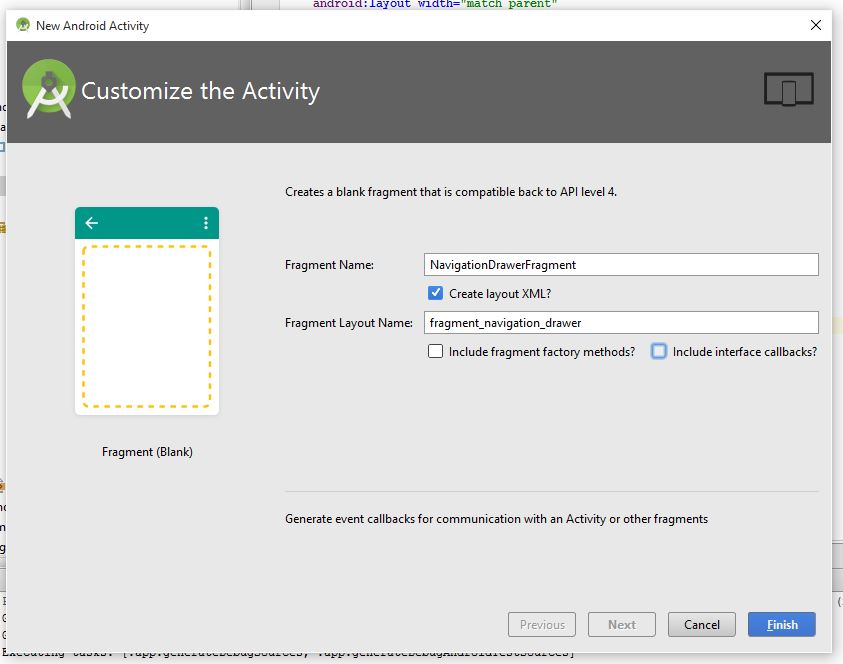 android:layout_width="match_parent"
New Android Activity
Customize the Activity
Creates a blank fragment that is compatible back to API level 4.
Fragment Name: NavigationDrawerFragment
Create layout XML?
Fragment Layout Name: fragment_navigation_drawer
Include fragment factory methods? Include interface callbacks?
Fragment (Blank)
Generate event callbacks for communication with an Activity or other fragments
Previous Next Cancel Finish
Executing tasks: [:app:generateDebugSources, :app:generateDebugAndroidTestSources]